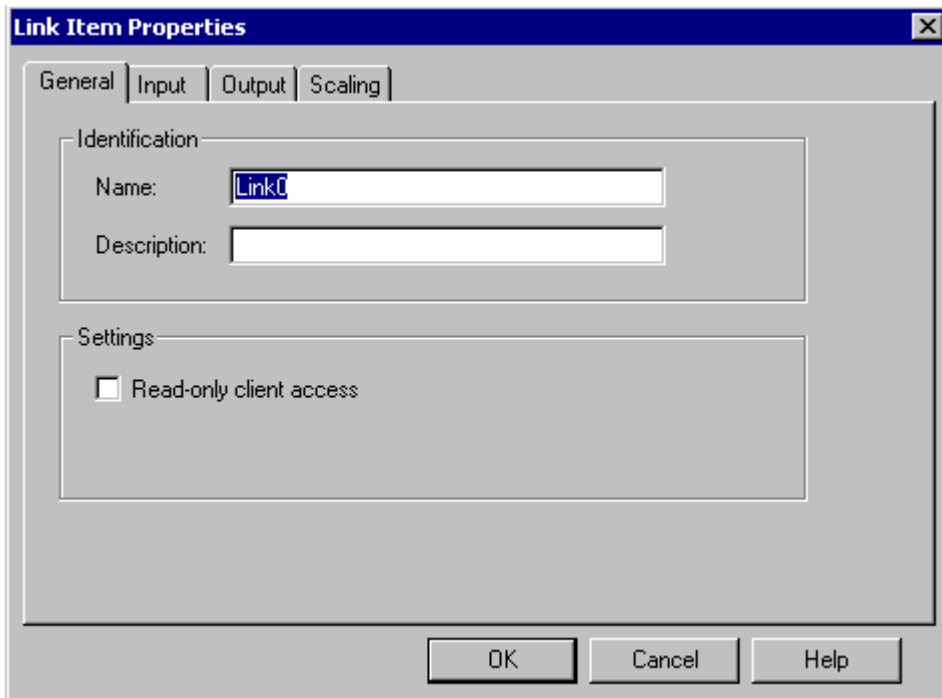 Link Item Properties
General Input Output Scaling
Identification
Name: Link0
Description:
Settings
Read-only client access
OK Cancel Help